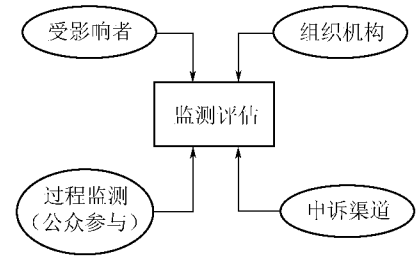 受影响者
组织机构
监测评估
过程监测
（公众参与）
申诉渠道